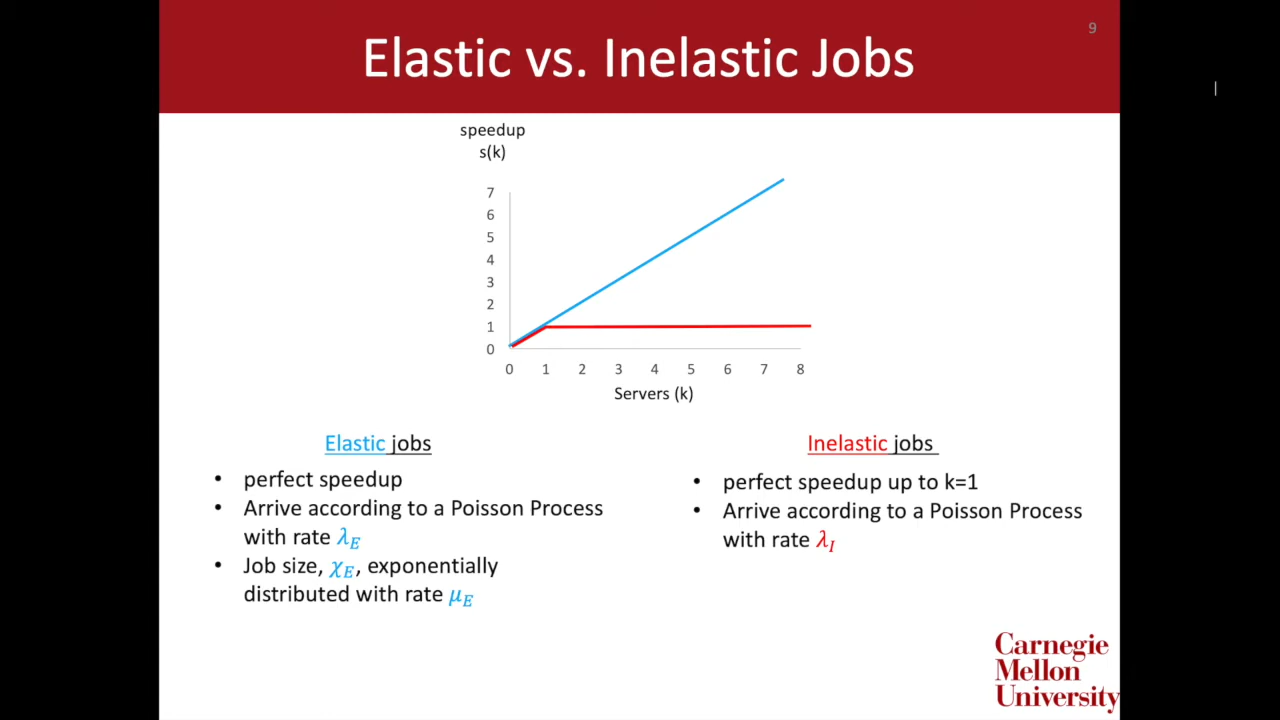 9
Elastic vs. Inelastic Jobs
speedup
s(k)
7
6
5
4
3
2
1
0
0 1 2 3 4 5 6 7 8
Servers (k)
Elastic jobs
• perfect speedup
• Arrive according to a Poisson Process
with rate λ_E
• Job size, χ_E, exponentially
distributed with rate μ_E
Inelastic jobs
• perfect speedup up to k=1
• Arrive according to a Poisson Process
with rate λ_I
Carnegie
Mellon
University